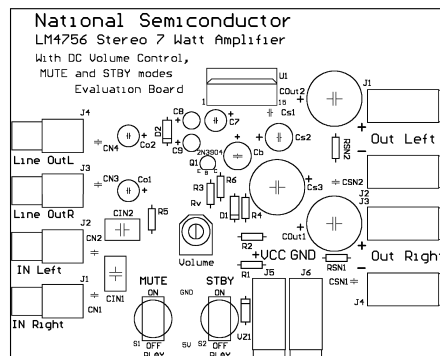 National Semiconductor
LM4756 Stereo 7 Watt Amplifier
With DC Volume Control,
MUTE and STBY modes
Evaluation Board
U1
1
15
COut2
J1
J4
CN4
Line OutL
Co2
D2
C8
C9
C7
Cs1
Cs2
+
-
Out Left
RSN2
2N3904
Q1
E B C
Cb
J3
CN3
Line OutR
Co1
R3
R6
Rv
Cs3
CSN2
J2
J3
CIN2
R5
D1
R4
COut1
J2
CN2
IN Left
Volume
R2
+VCC GND
R1
J5
J6
RSN1
+
-
Out Right
CSN1
J4
J1
CN1
IN Right
CIN1
MUTE
GND
STBY
ON
ON
S1
OFF
5V
S2
OFF
VZ1
PLAY
PLAY